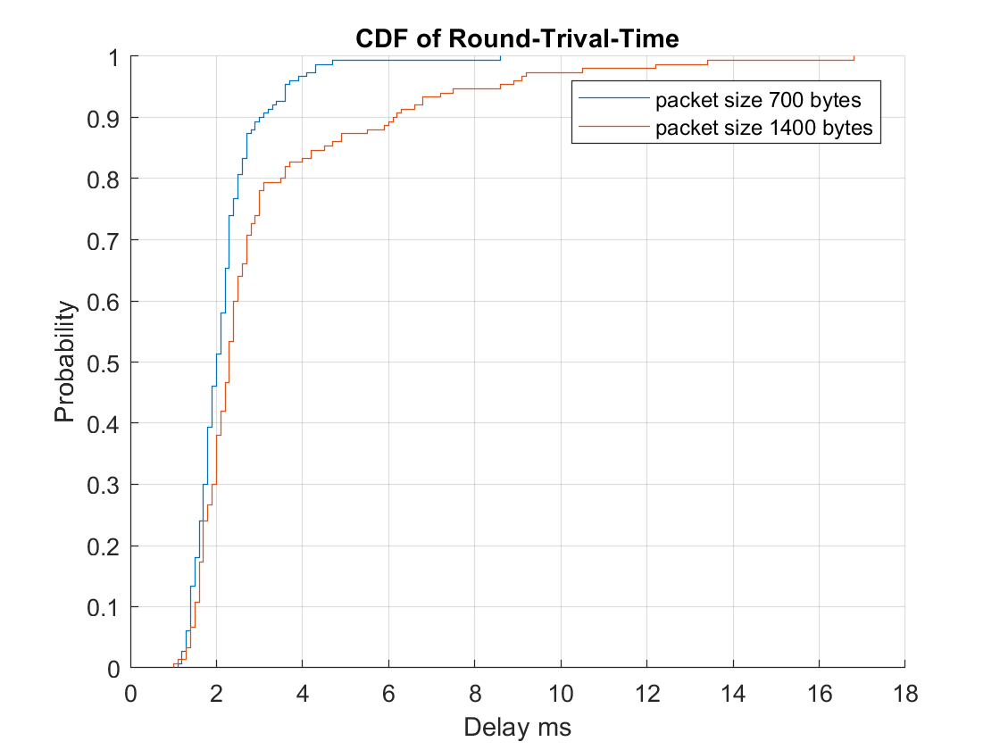 CDF of Round-Trival-Time
1
0.9
0.8
0.7
0.6
0.5
0.4
0.3
0.2
0.1
0
Probability
packet size 700 bytes
packet size 1400 bytes
0 2 4 6 8 10 12 14 16 18
Delay ms